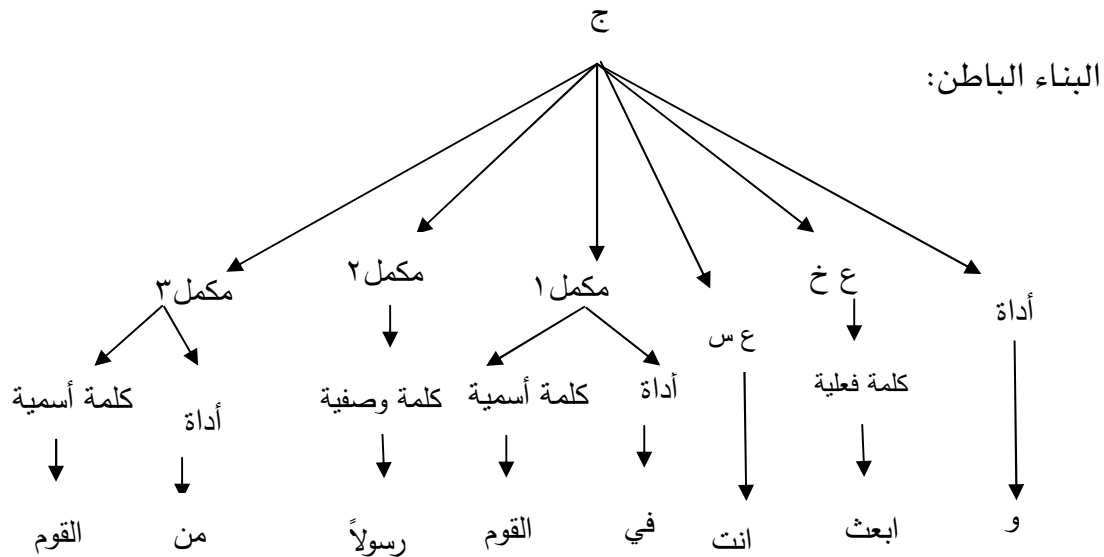 ج
البناء الباطن:
أداة ع خ ع س مكمل١ مكمل٢ مكمل٣
كلمة فعلية أداة كلمة أسمية كلمة وصفية أداة كلمة أسمية
و ابعث انت في القوم رسولاً من القوم